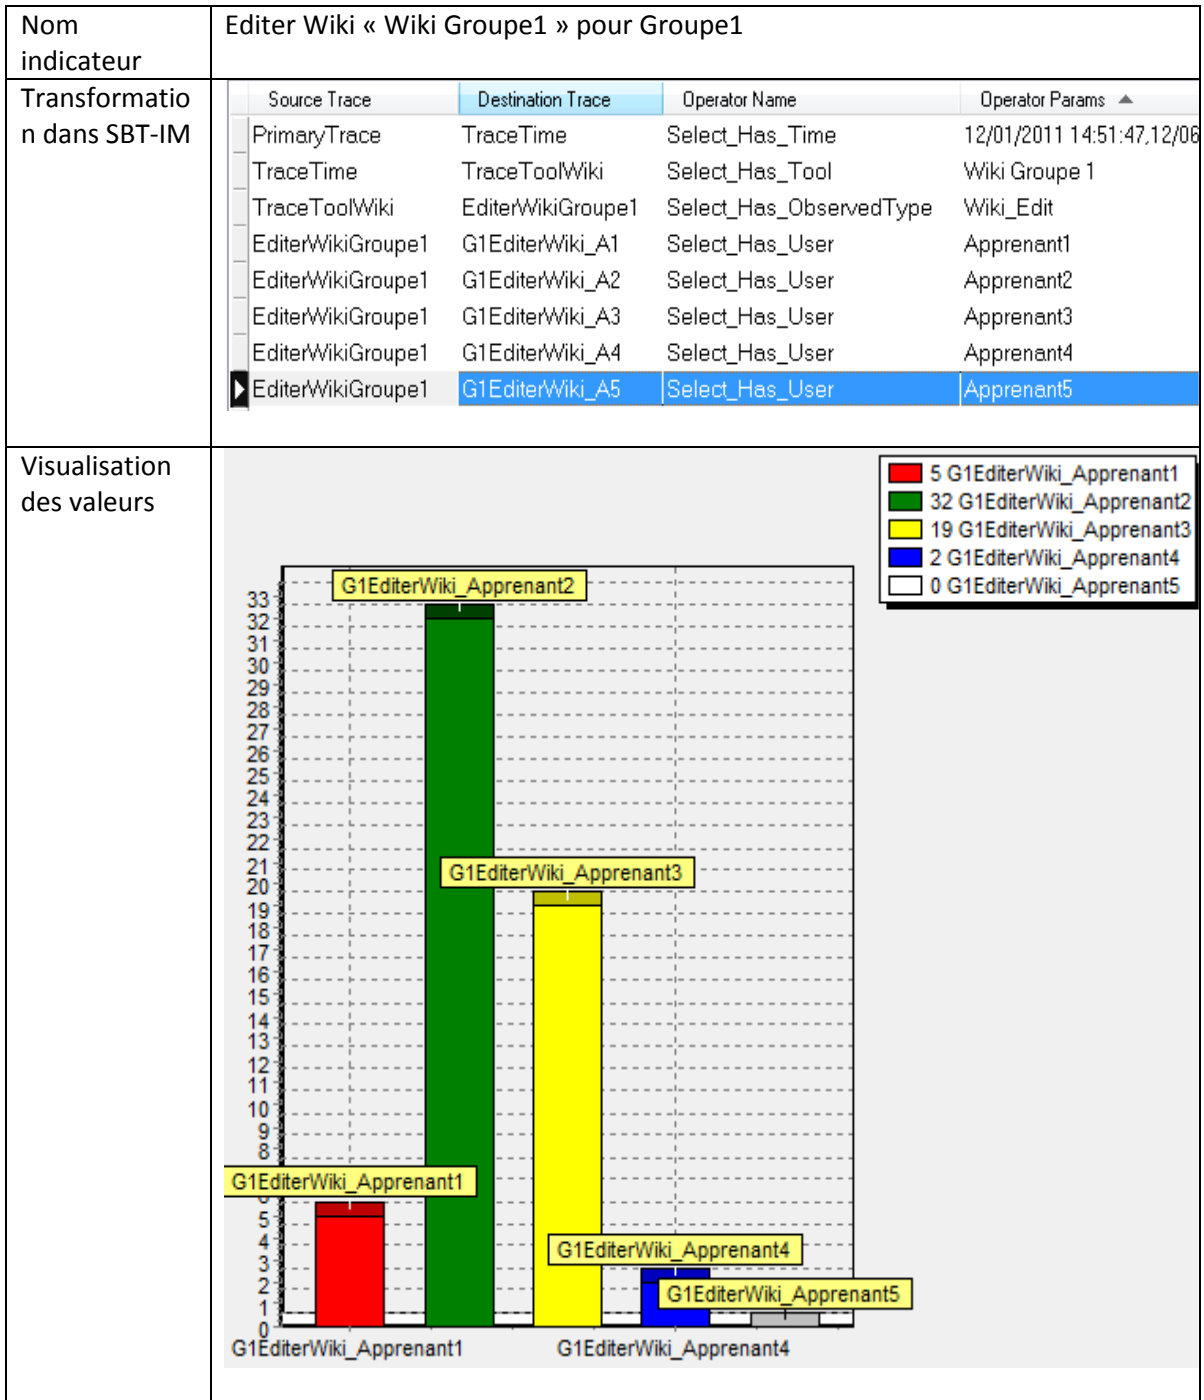 Nom
indicateur
Editer Wiki « Wiki Groupe1 » pour Groupe1
Transformatio
n dans SBT-IM
Source Trace Destination Trace Operator Name Operator Params
PrimaryTrace TraceTime Select_Has_Time 12/01/2011 14:51:47,12/06
TraceTime TraceToolWiki Select_Has_Tool Wiki Groupe 1
TraceToolWiki EditerWikiGroupe1 Select_Has_ObservedType Wiki_Edit
EditerWikiGroupe1 G1EditerWiki_A1 Select_Has_User Apprenant1
EditerWikiGroupe1 G1EditerWiki_A2 Select_Has_User Apprenant2
EditerWikiGroupe1 G1EditerWiki_A3 Select_Has_User Apprenant3
EditerWikiGroupe1 G1EditerWiki_A4 Select_Has_User Apprenant4
EditerWikiGroupe1 G1EditerWiki_A5 Select_Has_User Apprenant5
Visualisation
des valeurs
5 G1EditerWiki_Apprenant1
32 G1EditerWiki_Apprenant2
19 G1EditerWiki_Apprenant3
2 G1EditerWiki_Apprenant4
0 G1EditerWiki_Apprenant5
G1EditerWiki_Apprenant2
33
32
31
30
29
28
27
26
25
24
23
22
21
G1EditerWiki_Apprenant3
20
19
18
17
16
15
14
13
12
11
10
9
8
G1EditerWiki_Apprenant1
5
4
G1EditerWiki_Apprenant4
3
2
G1EditerWiki_Apprenant5
1
0
G1EditerWiki_Apprenant1 G1EditerWiki_Apprenant4